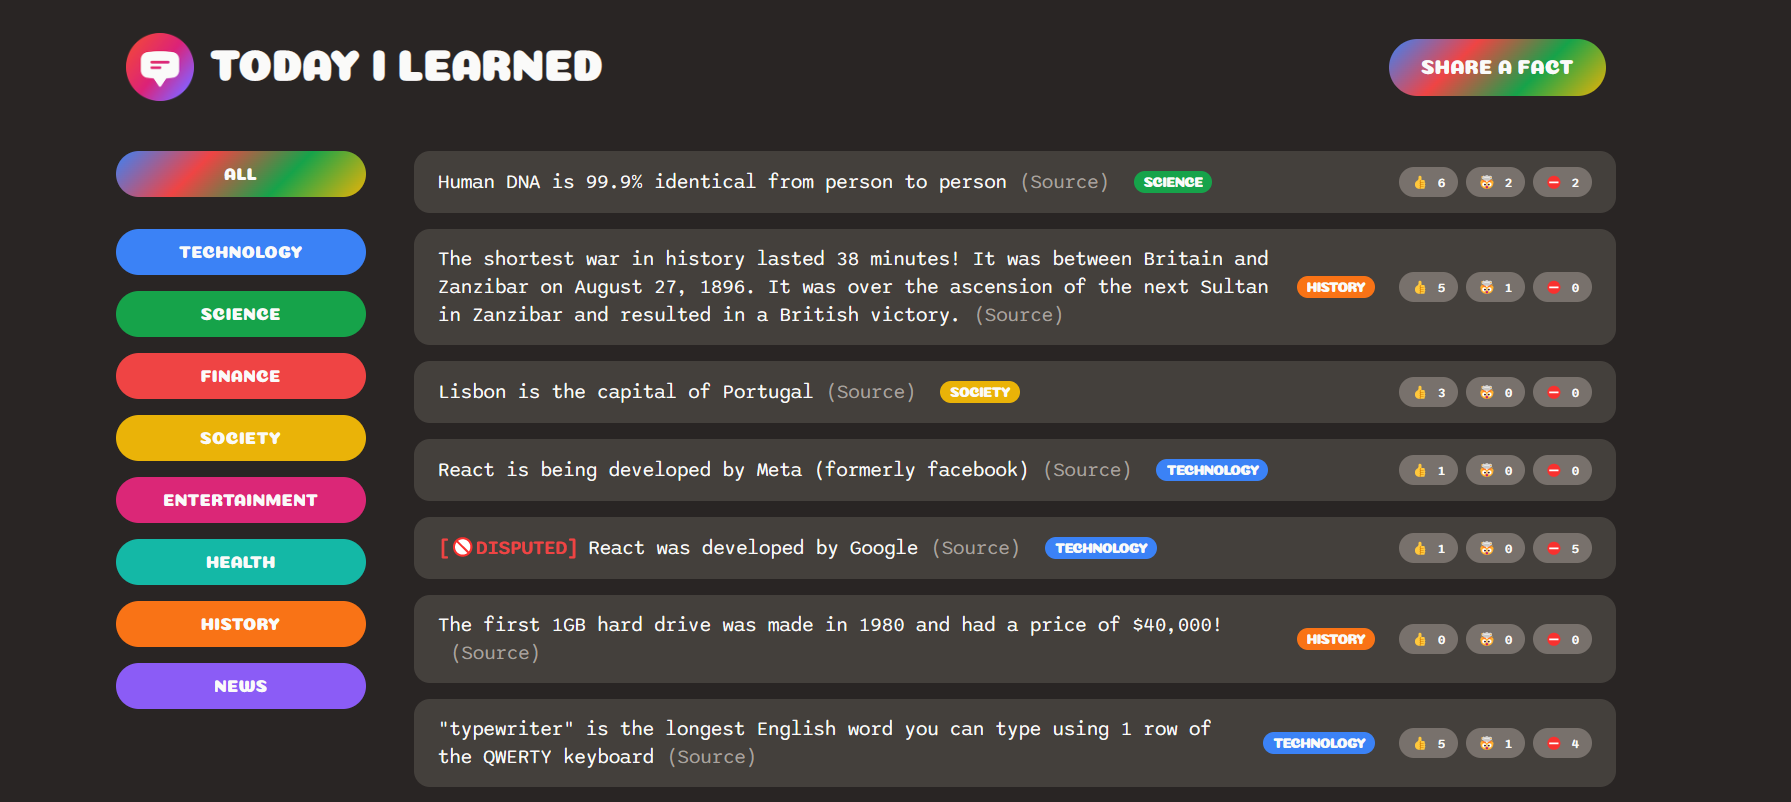 TODAY I LEARNED
SHARE A FACT
ALL
TECHNOLOGY
SCIENCE
FINANCE
SOCIETY
ENTERTAINMENT
HEALTH
HISTORY
NEWS
Human DNA is 99.9% identical from person to person (Source) SCIENCE 👍 6 🤯 2 ⛔ 2
The shortest war in history lasted 38 minutes! It was between Britain and
Zanzibar on August 27, 1896. It was over the ascension of the next Sultan
in Zanzibar and resulted in a British victory. (Source)
HISTORY 👍 5 🤯 1 ⛔ 0
Lisbon is the capital of Portugal (Source) SOCIETY 👍 3 🤯 0 ⛔ 0
React is being developed by Meta (formerly facebook) (Source) TECHNOLOGY 👍 1 🤯 0 ⛔ 0
[🚫DISPUTED] React was developed by Google (Source) TECHNOLOGY 👍 1 🤯 0 ⛔ 5
The first 1GB hard drive was made in 1980 and had a price of $40,000!
(Source)
HISTORY 👍 0 🤯 0 ⛔ 0
"typewriter" is the longest English word you can type using 1 row of
the QWERTY keyboard (Source)
TECHNOLOGY 👍 5 🤯 1 ⛔ 4